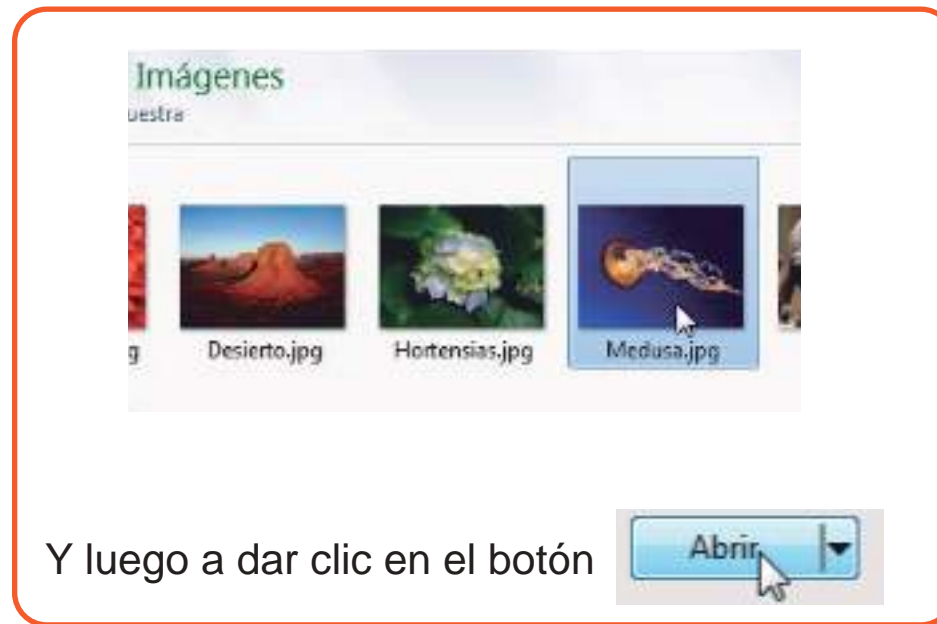 Imágenes
uestra
g
Desierto.jpg
Hortensias.jpg
Medusa.jpg
Y luego a dar clic en el botón Abrir